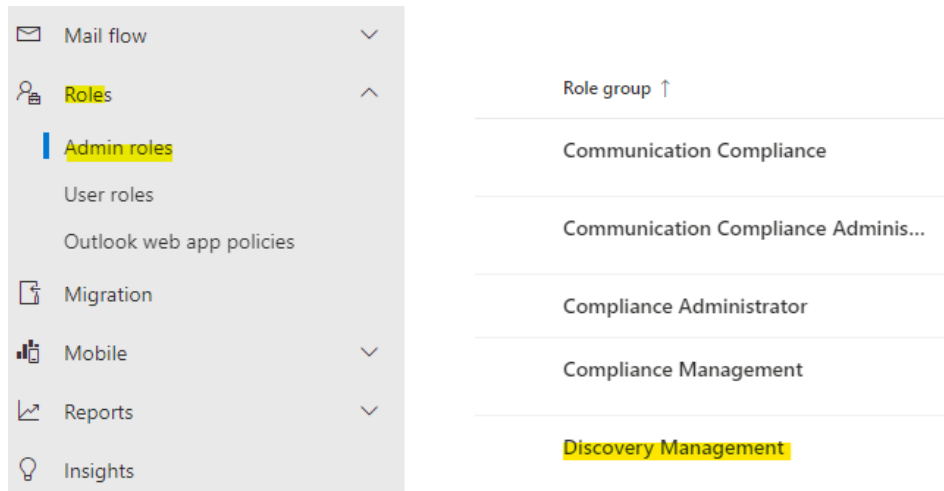 Mail flow
Roles
Admin roles
User roles
Outlook web app policies
Migration
Mobile
Reports
Insights
Role group ↑
Communication Compliance
Communication Compliance Adminis...
Compliance Administrator
Compliance Management
Discovery Management